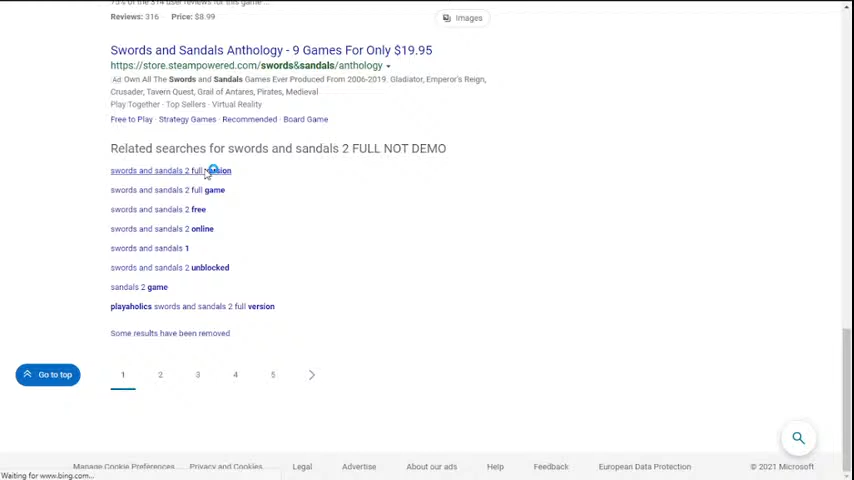 Reviews: 316 · Price: $8.99
Images
Swords and Sandals Anthology - 9 Games For Only $19.95
https://store.steampowered.com/swords&sandals/anthology
Ad Own All The Swords and Sandals Games Ever Produced From 2006-2019. Gladiator, Emperor's Reign,
Crusader, Tavern Quest, Grail of Antares, Pirates, Medieval
Play Together · Top Sellers · Virtual Reality
Free to Play · Strategy Games · Recommended · Board Game
Related searches for swords and sandals 2 FULL NOT DEMO
swords and sandals 2 full version
swords and sandals 2 full game
swords and sandals 2 free
swords and sandals 2 online
swords and sandals 1
swords and sandals 2 unblocked
sandals 2 game
playaholics swords and sandals 2 full version
Some results have been removed
Go to top
1 2 3 4 5
Manage Cookie Preferences Privacy and Cookies Legal Advertise About our ads Help Feedback European Data Protection © 2021 Microsoft
Waiting for www.bing.com...